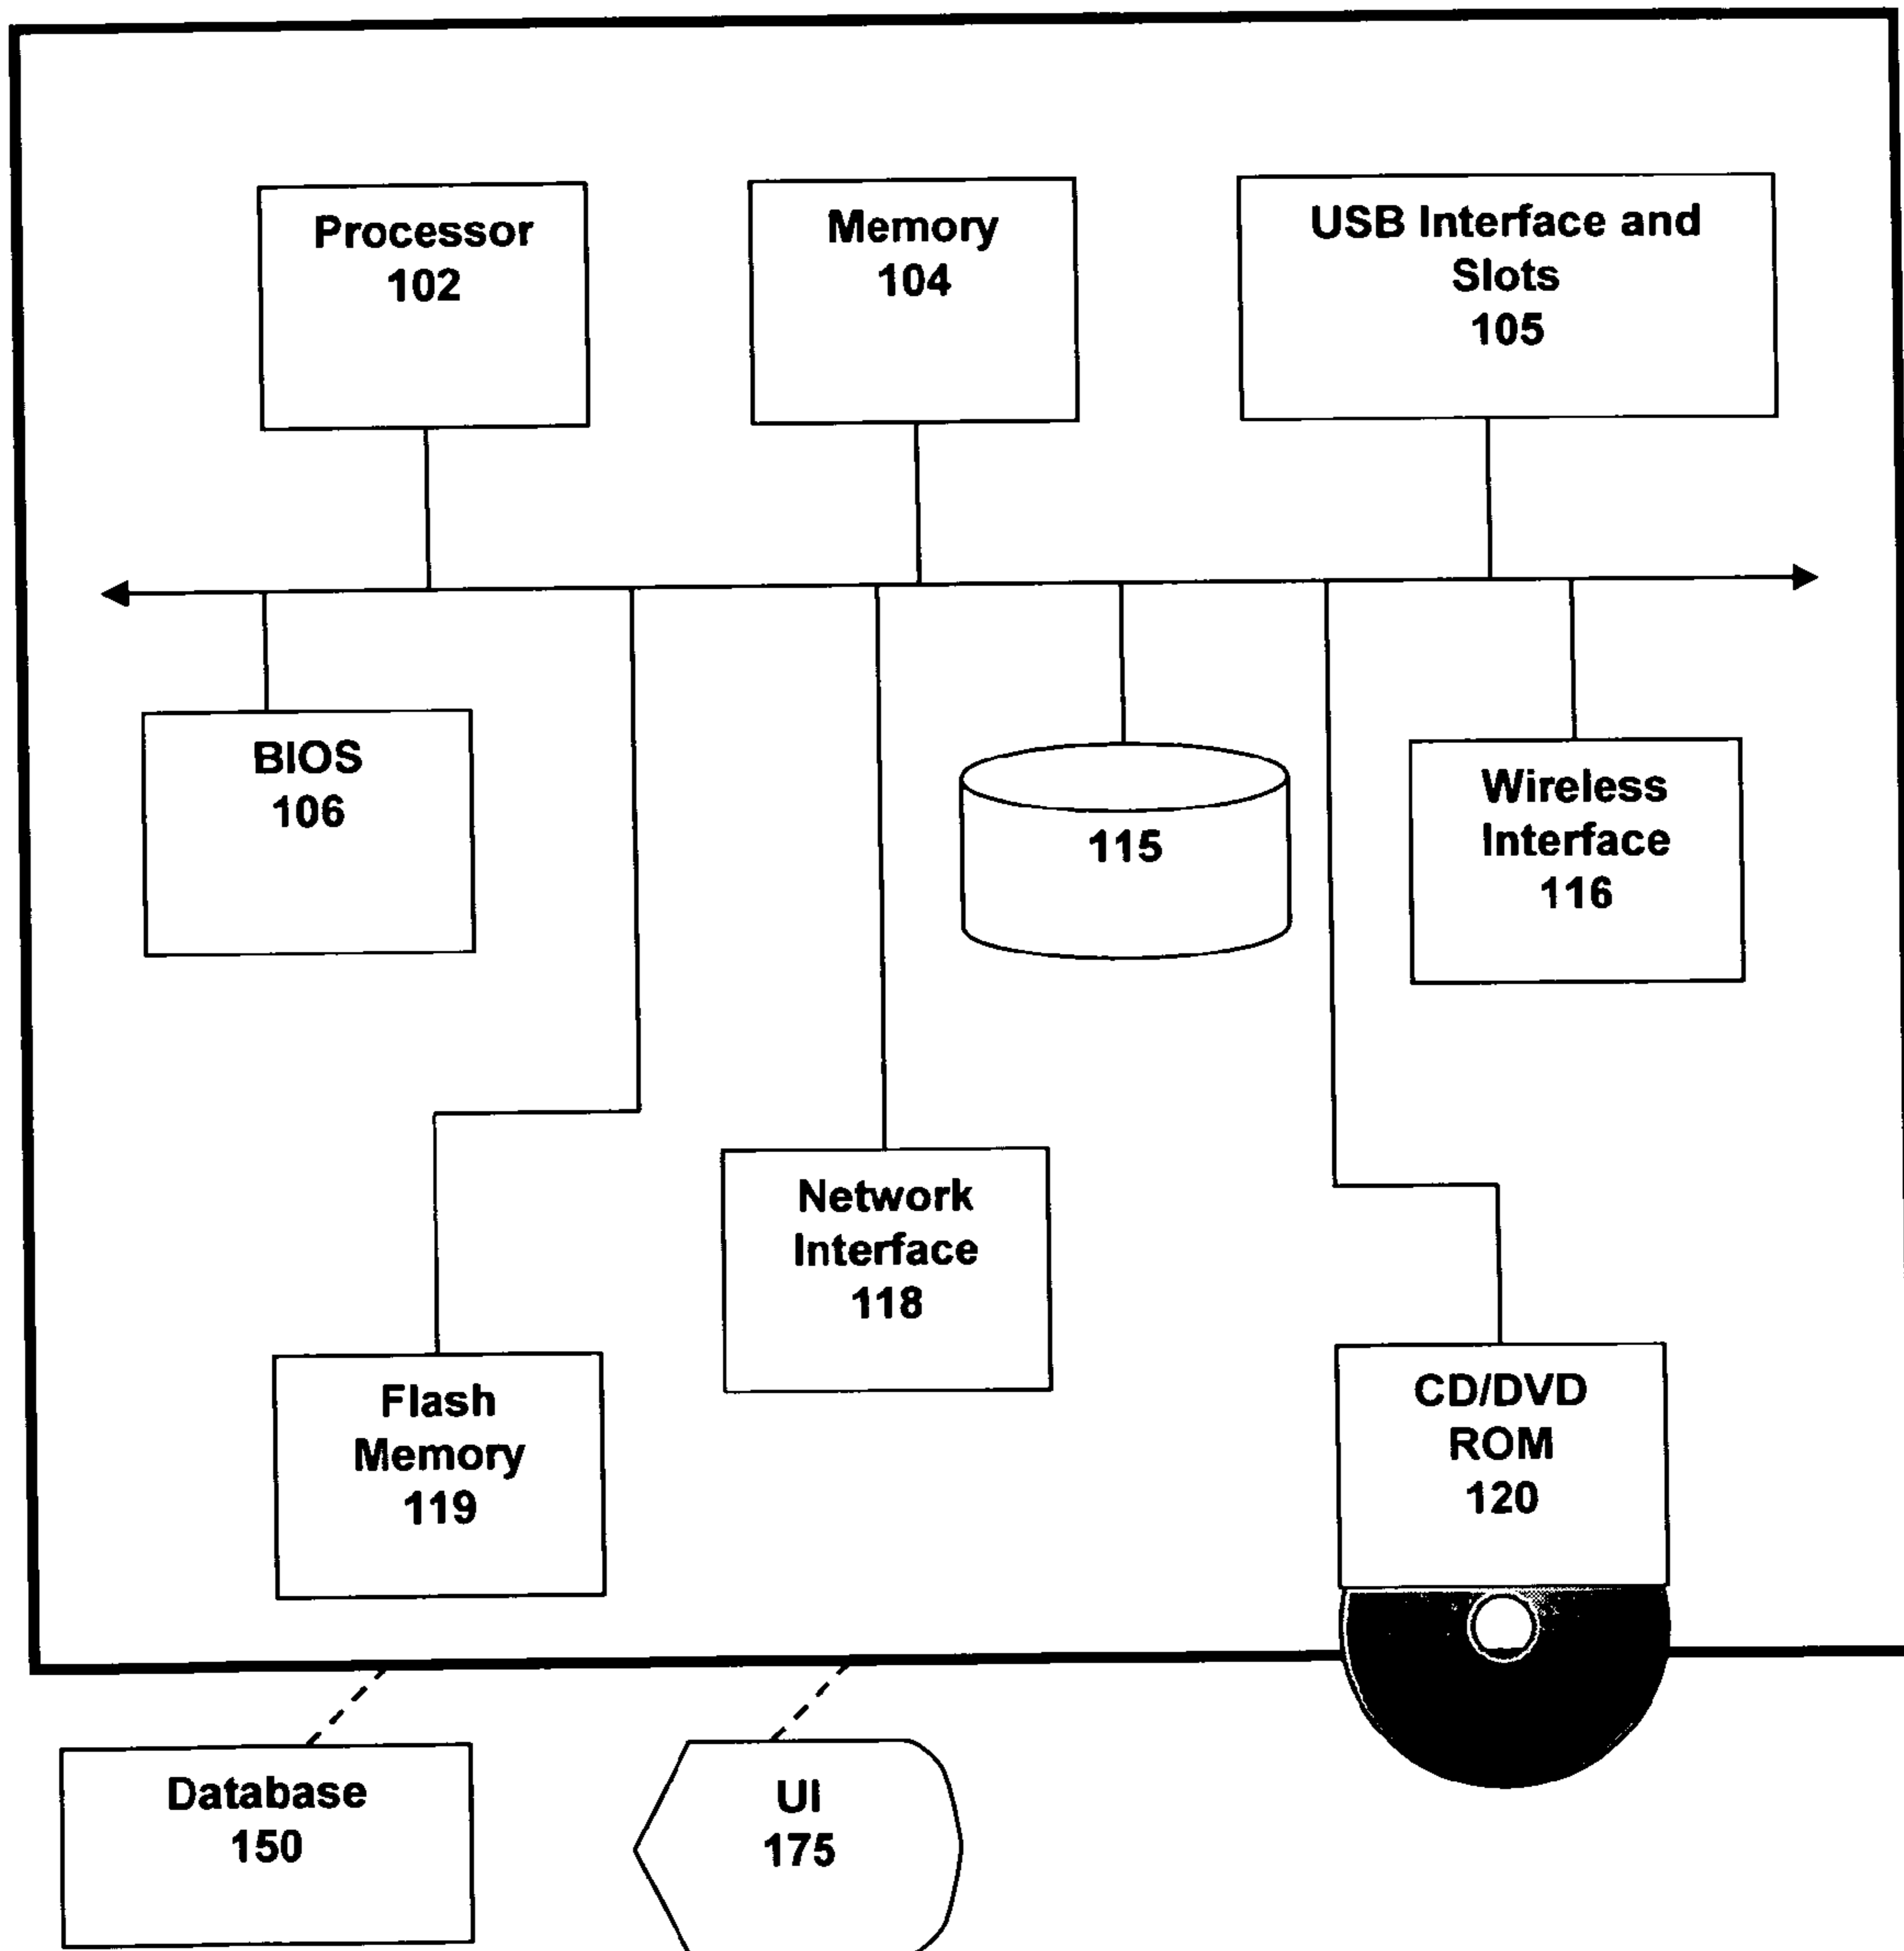 Processor
102
Memory
104
USB Interface and
Slots
105
BIOS
106
115
Wireless
Interface
116
Network
Interface
118
Flash
Memory
119
CD/DVD
ROM
120
Database
150
UI
175